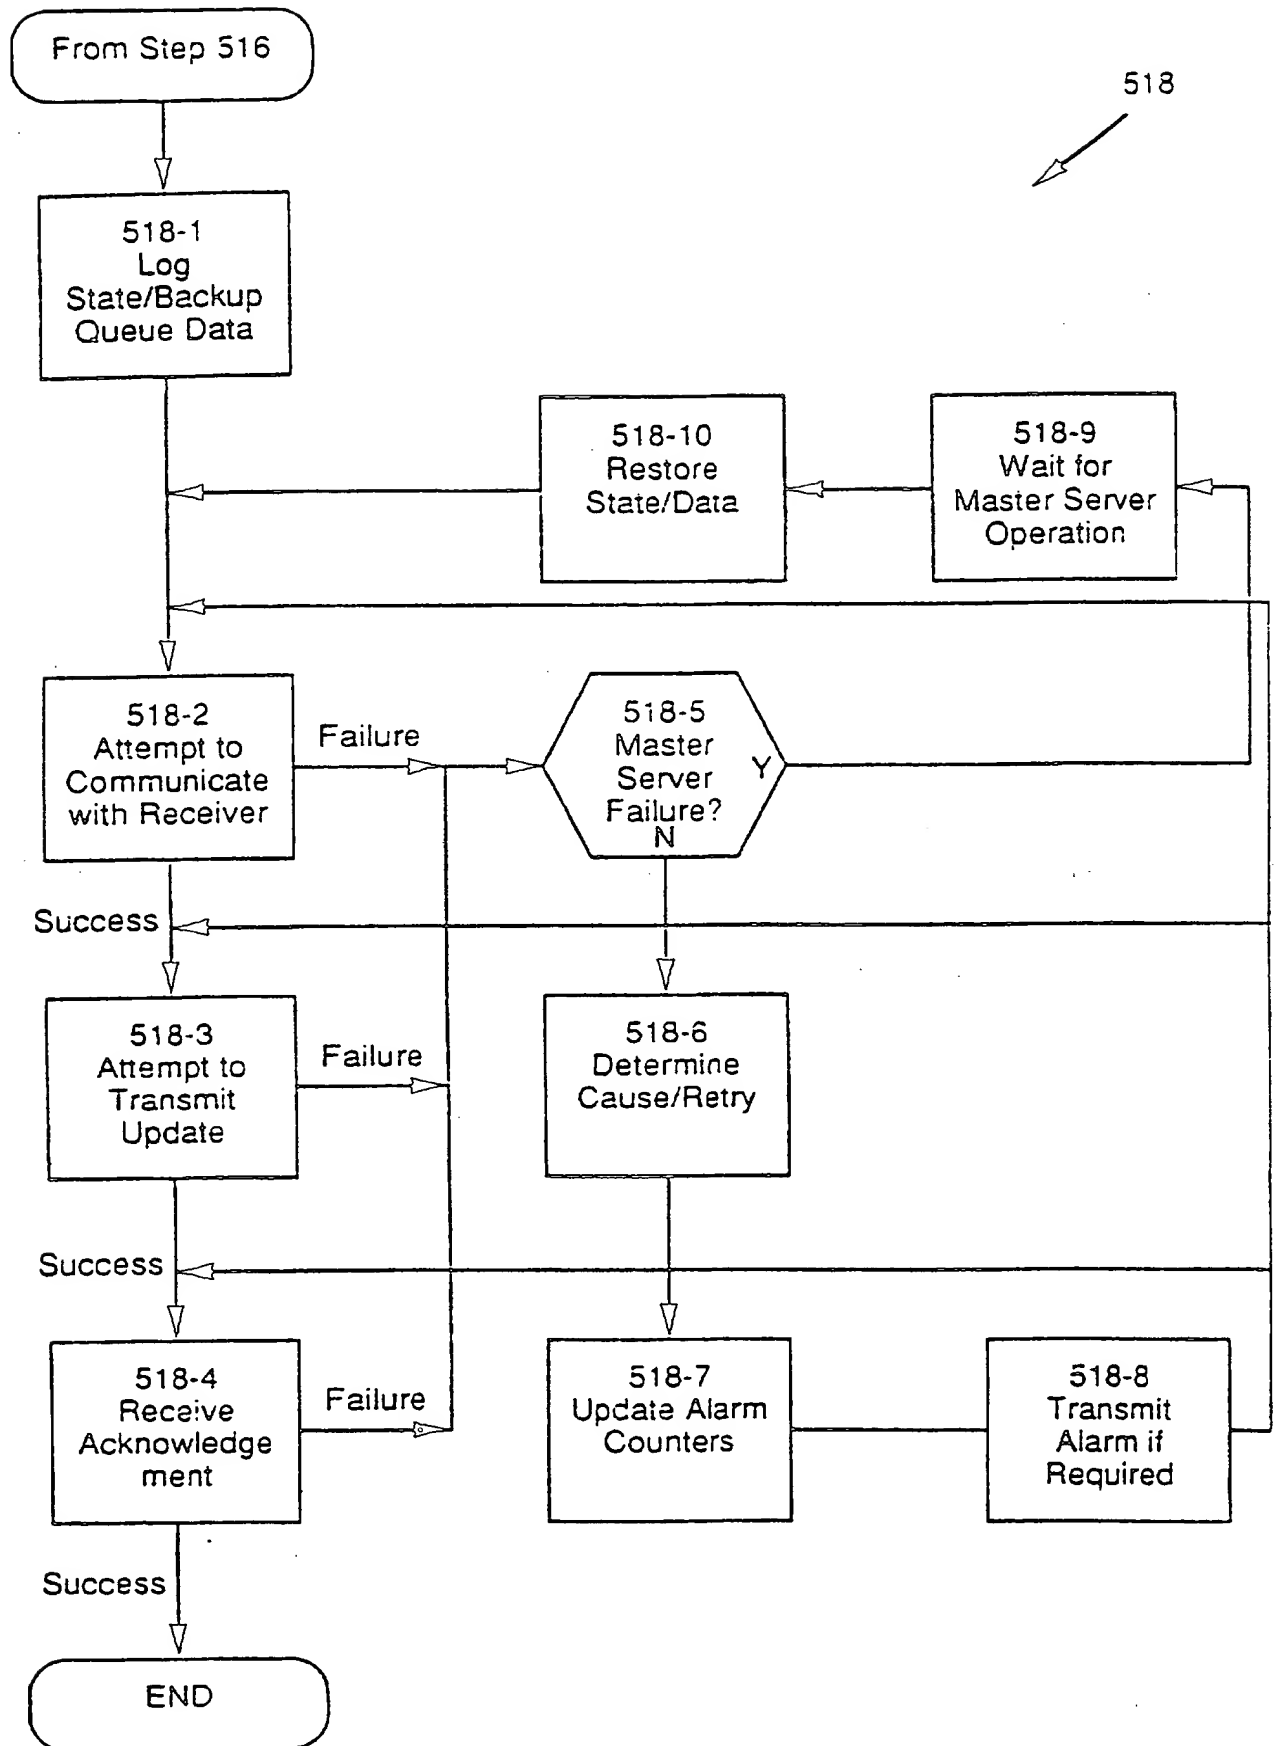 From Step 516
518
518-1
Log
State/Backup
Queue Data
518-10
Restore
State/Data
518-9
Wait for
Master Server
Operation
518-2
Attempt to
Communicate
with Receiver
Failure
518-5
Master
Server
Failure?
Y
N
Success
518-3
Attempt to
Transmit
Update
Failure
518-6
Determine
Cause/Retry
Success
518-4
Receive
Acknowledge
ment
Failure
518-7
Update Alarm
Counters
518-8
Transmit
Alarm if
Required
Success
END